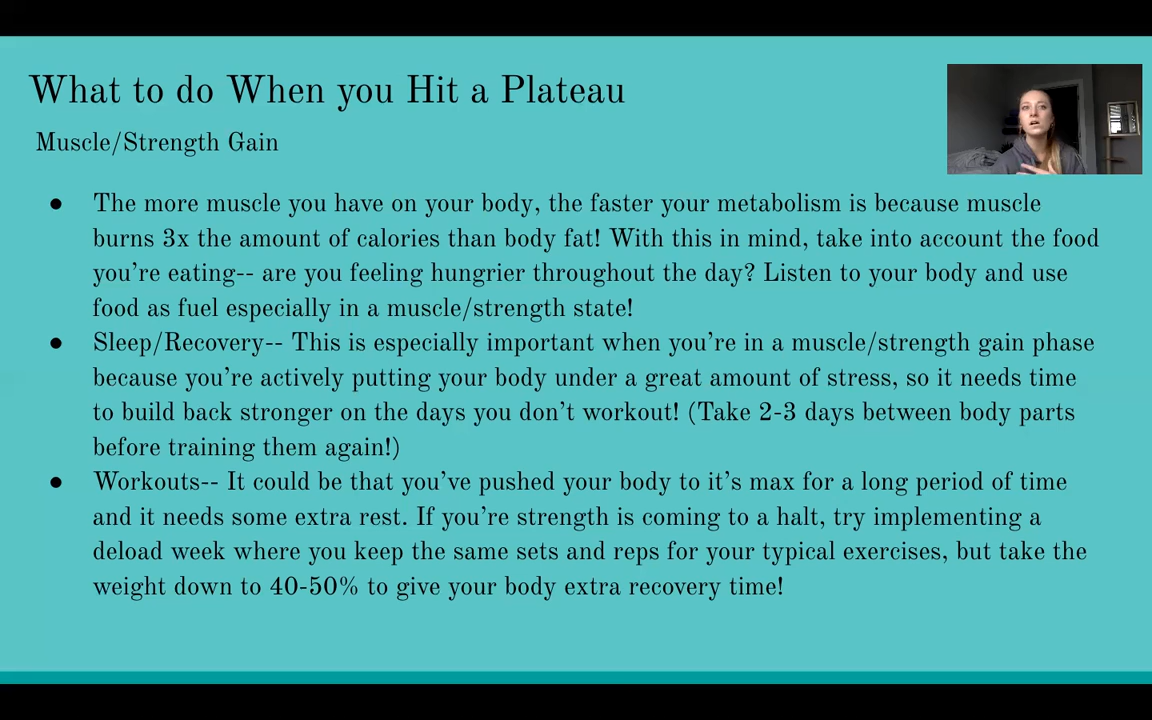 What to do When you Hit a Plateau
Muscle/Strength Gain
● The more muscle you have on your body, the faster your metabolism is because muscle
burns 3x the amount of calories than body fat! With this in mind, take into account the food
you're eating-- are you feeling hungrier throughout the day? Listen to your body and use
food as fuel especially in a muscle/strength state!
● Sleep/Recovery-- This is especially important when you're in a muscle/strength gain phase
because you're actively putting your body under a great amount of stress, so it needs time
to build back stronger on the days you don't workout! (Take 2-3 days between body parts
before training them again!)
● Workouts-- It could be that you've pushed your body to it's max for a long period of time
and it needs some extra rest. If you're strength is coming to a halt, try implementing a
deload week where you keep the same sets and reps for your typical exercises, but take the
weight down to 40-50% to give your body extra recovery time!